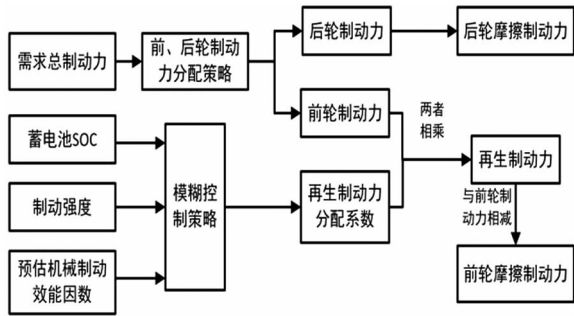 需求总制动力
前、后轮制动
力分配策略
后轮制动力
后轮摩擦制动力
前轮制动力
两者
相乘
蓄电池SOC
制动强度
预估机械制动
效能因数
模糊控
制策略
再生制动力
分配系数
再生制动力
与前轮制
动力相减
前轮摩擦制动力